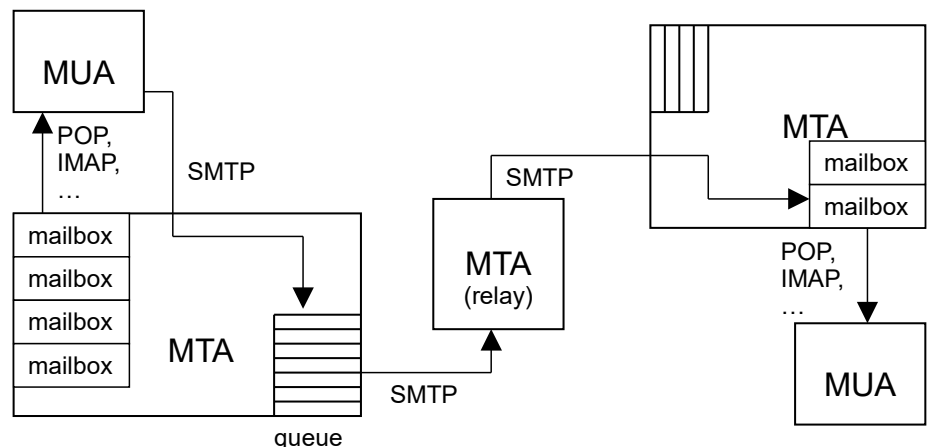 MUA
POP,
IMAP,
…
SMTP
mailbox
mailbox
mailbox
mailbox
MTA
queue
SMTP
MTA
(relay)
SMTP
MTA
mailbox
mailbox
POP,
IMAP,
…
MUA